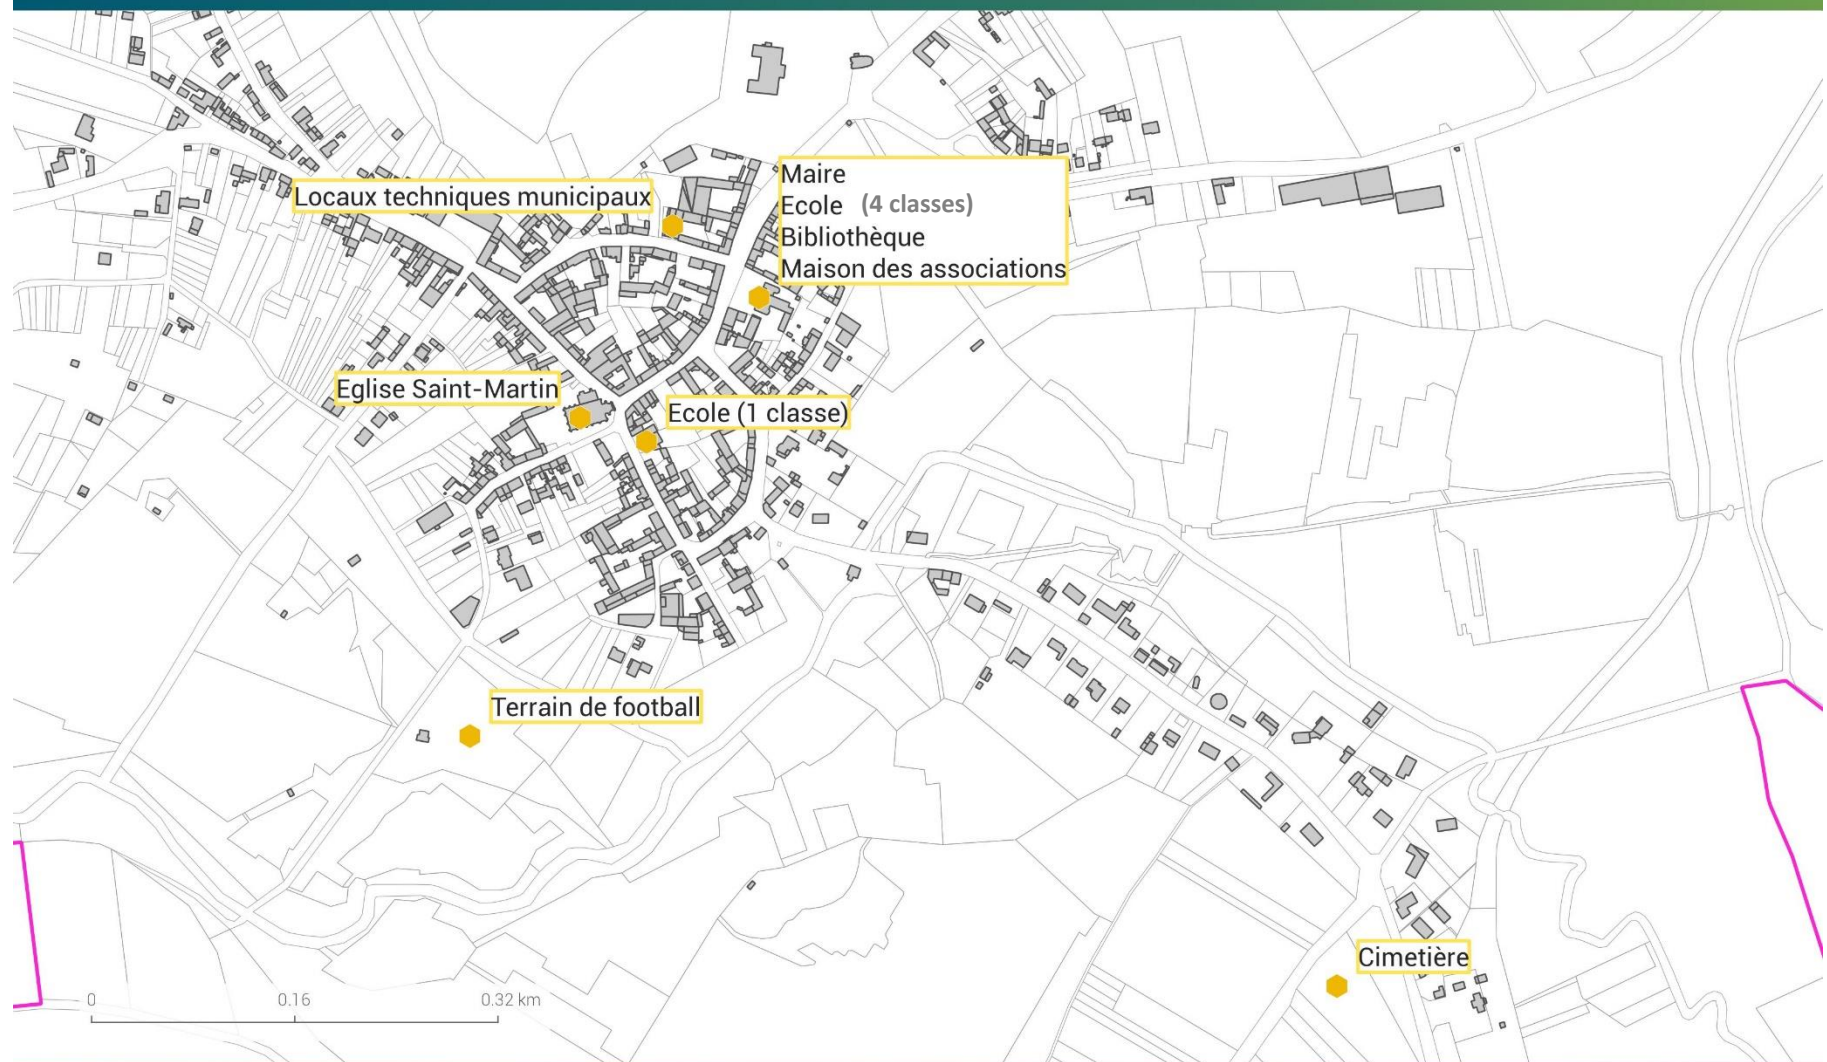 Maire
Locaux techniques municipaux
Ecole (4 classes)
Bibliothèque
Maison des associations
Eglise Saint-Martin
Ecole (1 classe)
Terrain de football
Cimetière
0 0.16 0.32 km